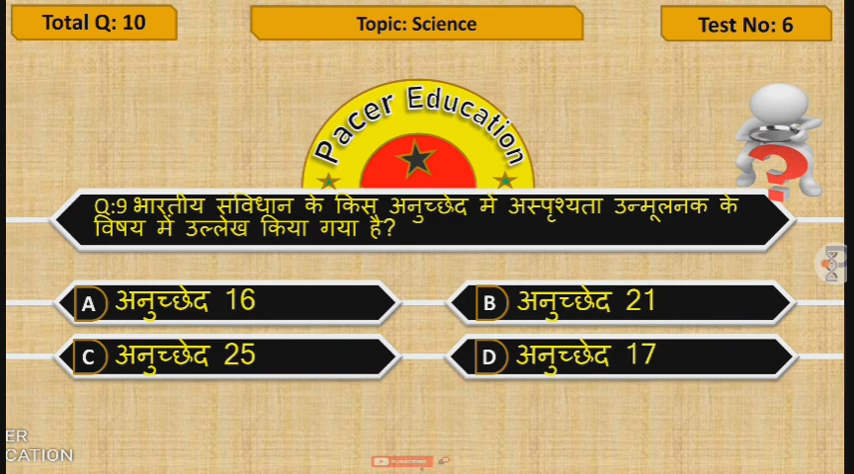 Total Q: 10
Topic: Science
Test No: 6
Pacer Education
Q:9 भारतीय संविधान के किस अनुच्छेद मे अस्पृश्यता उन्मूलनक के
विषय में उल्लेख किया गया है?
A अनुच्छेद 16
B अनुच्छेद 21
C अनुच्छेद 25
D अनुच्छेद 17
ER
CATION
SUBSCRIBE